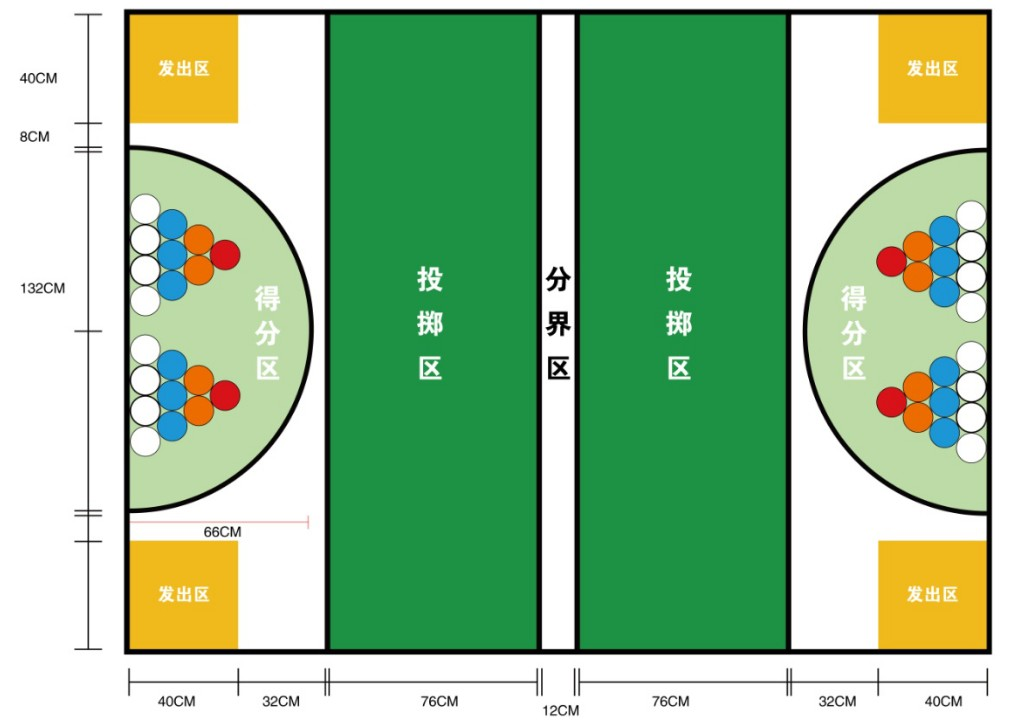 发出区
发出区
40CM
8CM
132CM
得分区
投掷区
分界区
投掷区
得分区
66CM
发出区
发出区
40CM
32CM
76CM
12CM
76CM
32CM
40CM